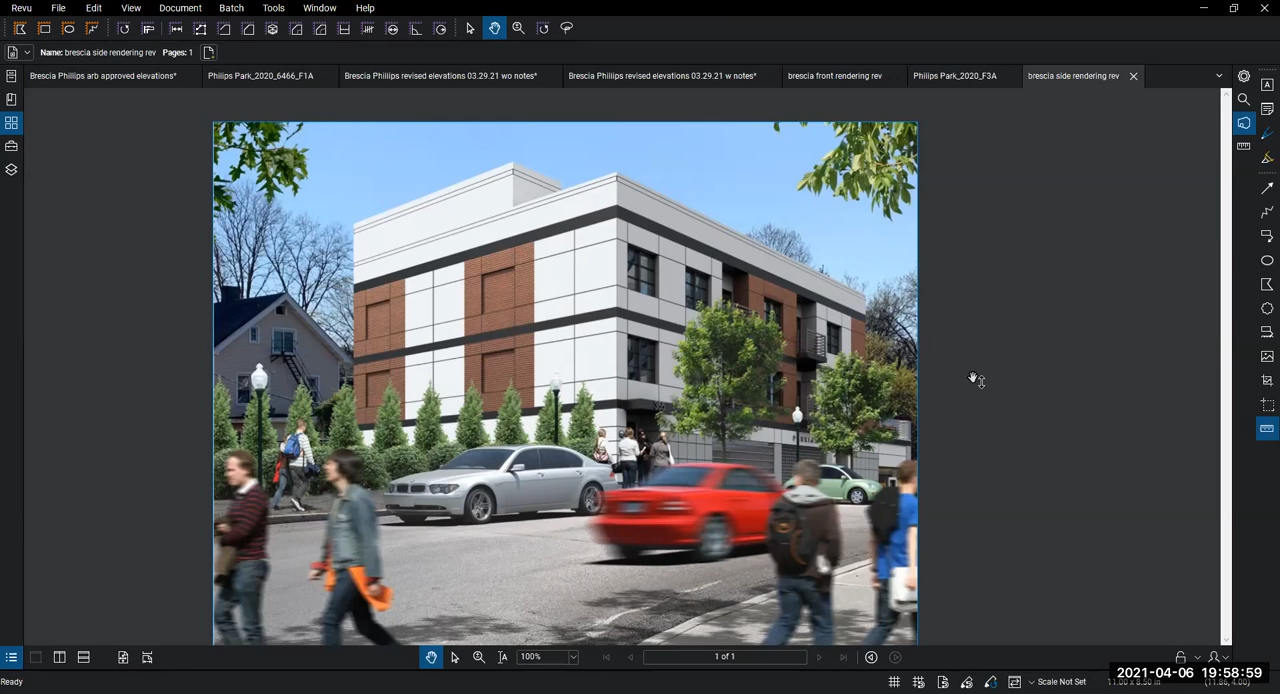 Revu File Edit View Document Batch Tools Window Help
Name: brescia side rendering rev Pages: 1
Brescia Phillips arb approved elevations* Philips Park_2020_6466_F1A Brescia Phillips revised elevations 03.29.21 wo notes* Brescia Phillips revised elevations 03.29.21 w notes* brescia front rendering rev Philips Park_2020_F3A brescia side rendering rev
100% 1 of 1
2021-04-06 19:58:59
Ready Scale Not Set